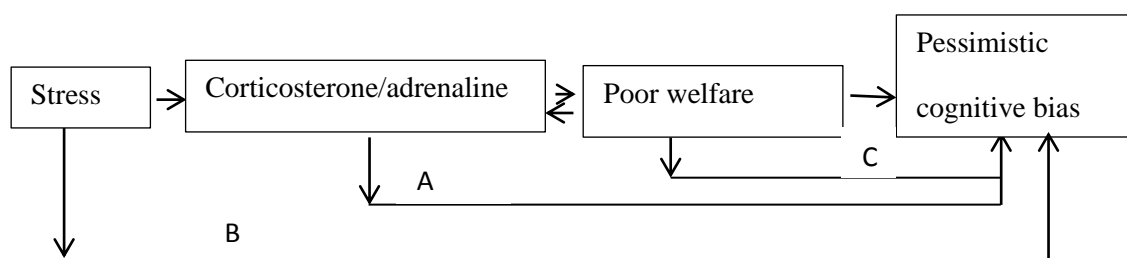 Stress
Corticosterone/adrenaline
Poor welfare
Pessimistic
cognitive bias
A
C
B